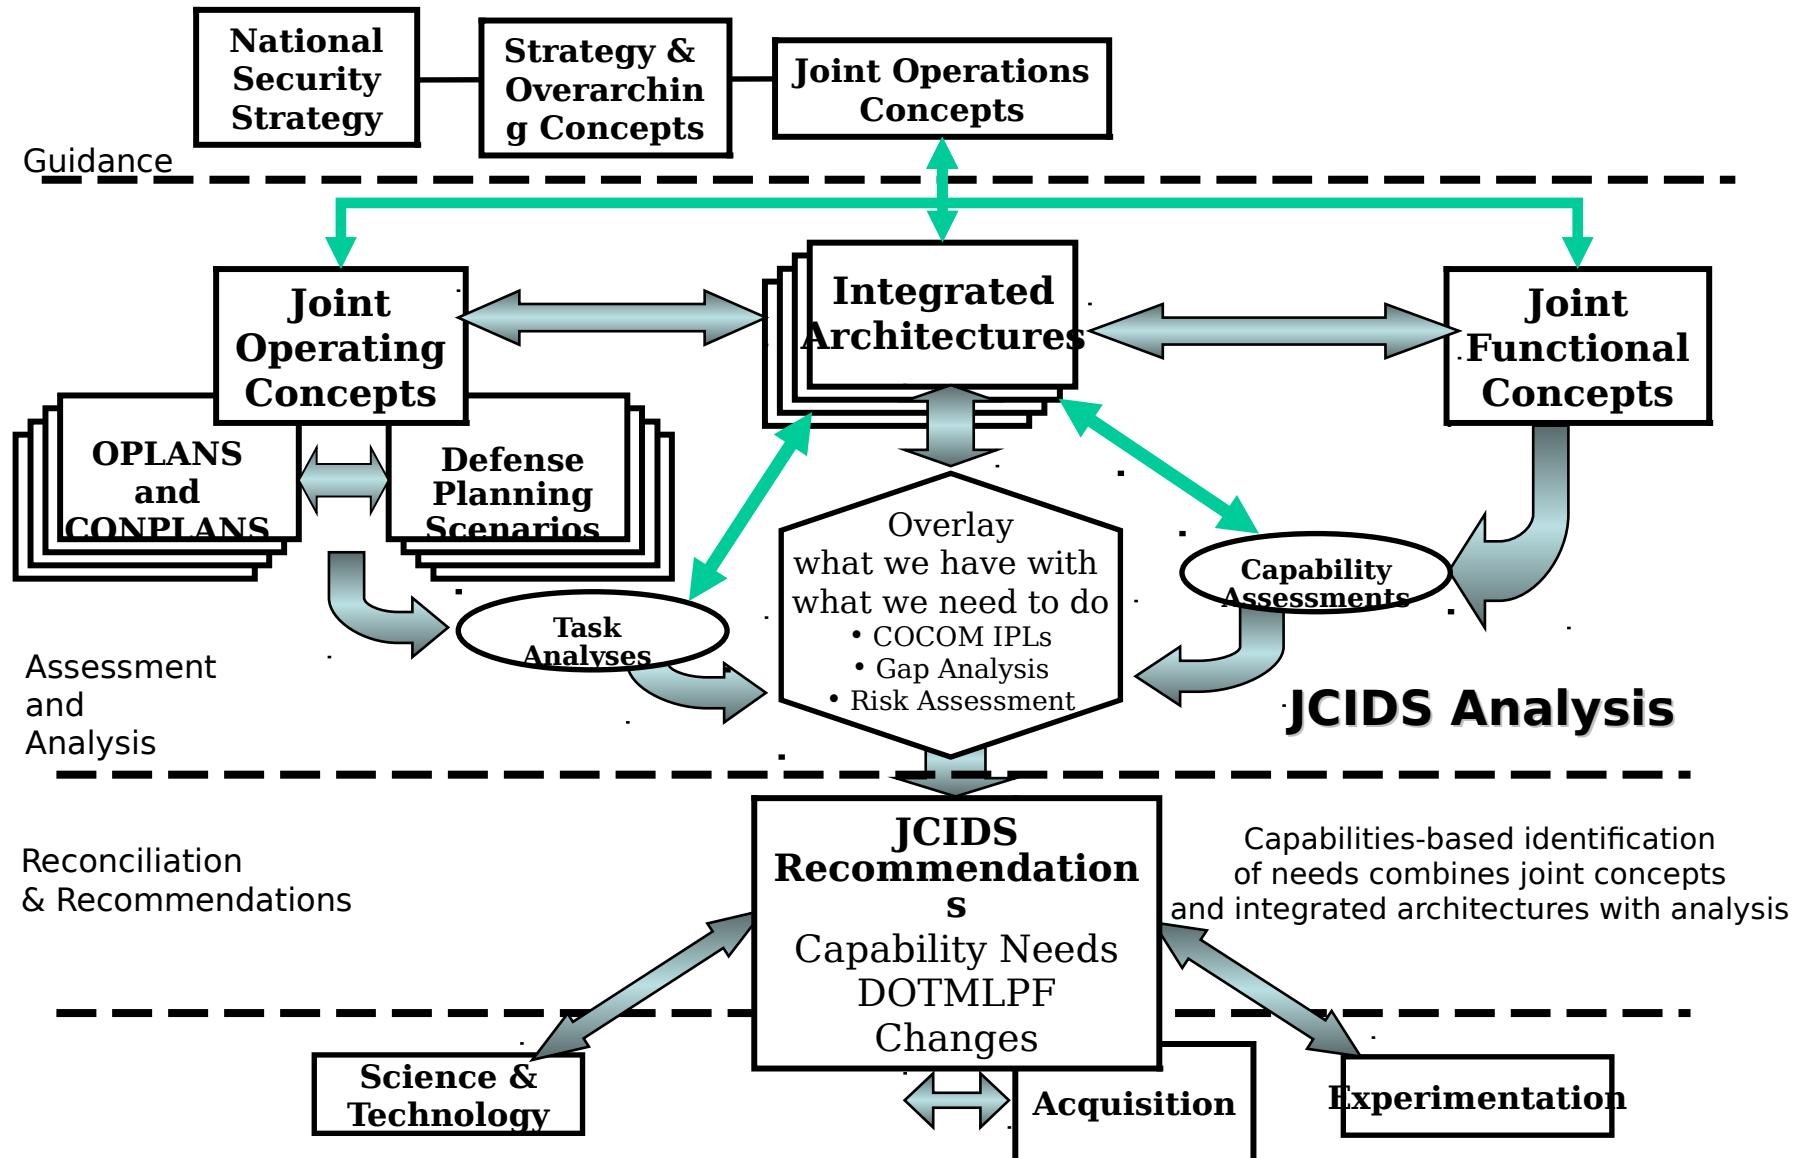 National
Security
Strategy
Strategy &
Overarchin
g Concepts
Joint Operations
Concepts
Guidance
Joint
Operating
Concepts
Integrated
Architectures
Joint
Functional
Concepts
OPLANS
and
CONPLANS
Defense
Planning
Scenarios
Overlay
what we have with
what we need to do
• COCOM IPLs
• Gap Analysis
• Risk Assessment
Capability
Assessments
Task
Analyses
Assessment
and
Analysis
JCIDS Analysis
JCIDS
Recommendation
s
Capability Needs
DOTMLPF
Changes
Reconciliation
& Recommendations
Capabilities-based identification
of needs combines joint concepts
and integrated architectures with analysis
Science &
Technology
Acquisition
Experimentation